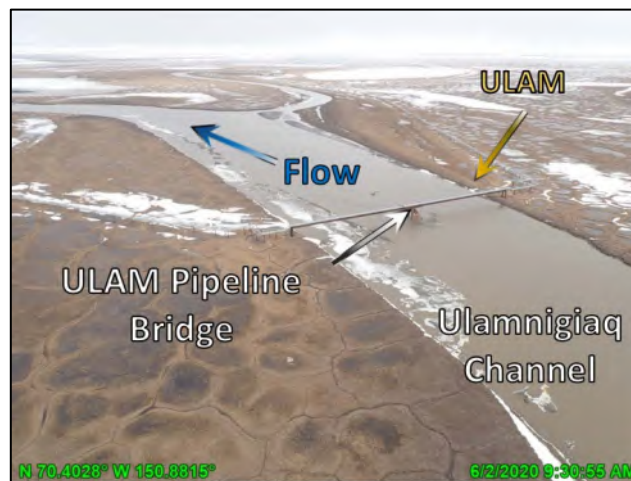 ULAM
Flow
ULAM Pipeline
Bridge
Ulamnigiaq
Channel
N 70.4028° W 150.8815°
6/2/2020 9:30:55 AM